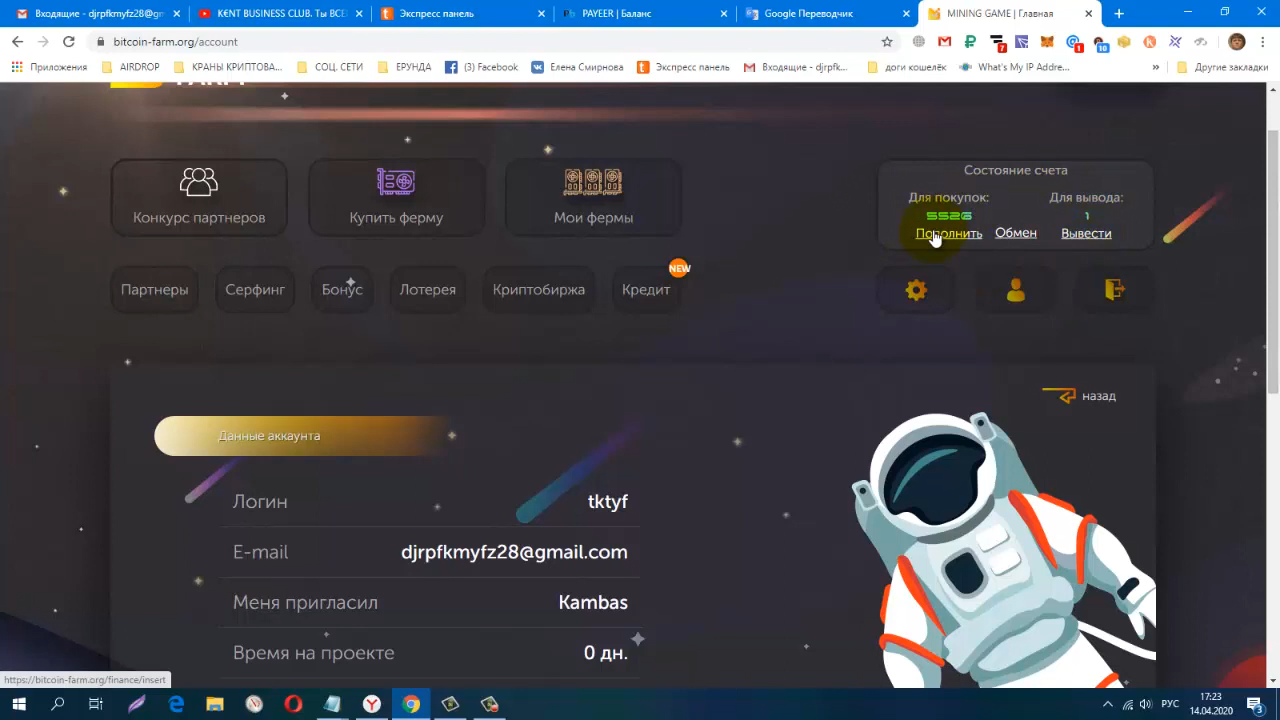 Входящие - djrpfkmyfz28@gm
KENT BUSINESS CLUB. Ты ВСЕ
Экспресс панель
PAYEER | Баланс
Google Переводчик
MINING GAME | Главная
bitcoin-farm.org/account
7
1
10
Приложения
AIRDROP
КРАНЫ КРИПТОВА...
СОЦ. СЕТИ
ЕРУНДА
(3) Facebook
Елена Смирнова
Экспресс панель
Входящие - djrpfk...
доги кошелёк
What's My IP Addre...
»
Другие закладки
Конкурс партнеров
Купить ферму
Мои фермы
Состояние счета
Для покупок:
Для вывода:
5526
1
Пополнить
Обмен
Вывести
NEW
Партнеры
Серфинг
Бонус
Лотерея
Криптобиржа
Кредит
назад
Данные аккаунта
Логин
tktyf
E-mail
djrpfkmyfz28@gmail.com
Меня пригласил
Kambas
Время на проекте
0 дн.
https://bitcoin-farm.org/finance/insert
РУС
17:23
14.04.2020
3